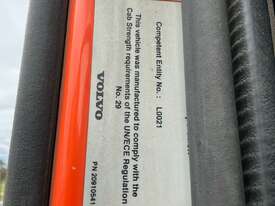 Competent Entity No.: L0021
This vehicle was manufactured to comply with the
Cab Strength requirements of the UN/ECE Regulation
No. 29
VOLVO
PN 20910541